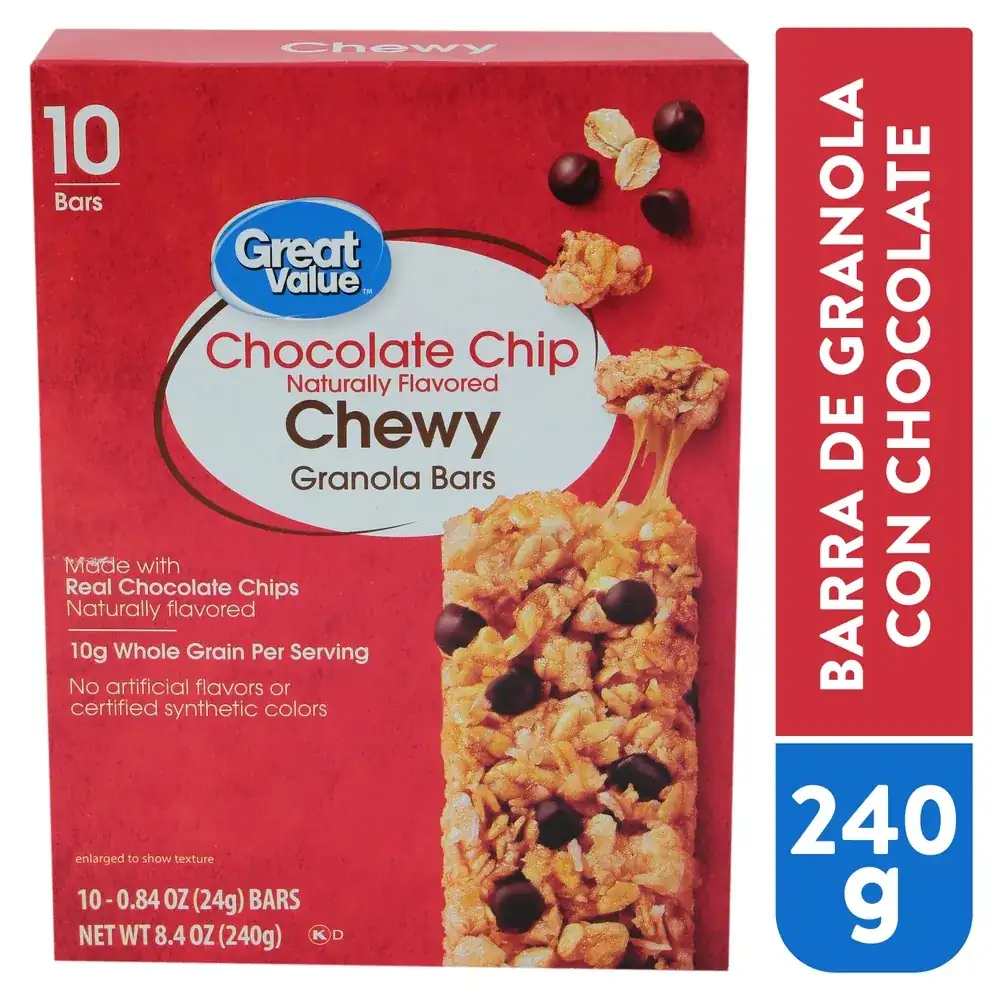 Chewy
10
Bars
Great
Value™
Chocolate Chip
Naturally Flavored
Chewy
Granola Bars
Made with
Real Chocolate Chips
Naturally flavored
10g Whole Grain Per Serving
No artificial flavors or
certified synthetic colors
enlarged to show texture
10 - 0.84 OZ (24g) BARS
NET WT 8.4 OZ (240g)
K D
BARRA DE GRANOLA
CON CHOCOLATE
240
g